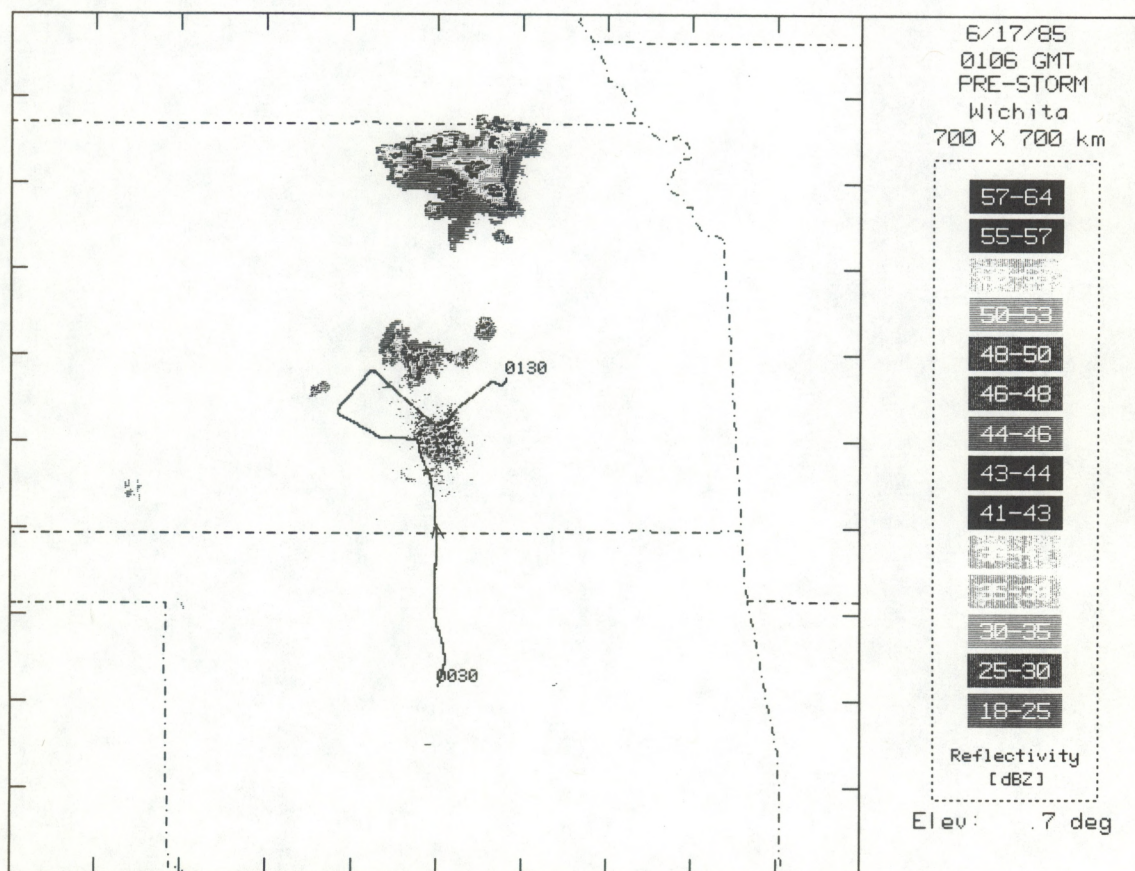 6/17/85
0106 GMT
PRE-STORM
Wichita
700 X 700 km
57-64
55-57
50-53
48-50
46-48
44-46
43-44
41-43
30-35
25-30
18-25
Reflectivity
[dBZ]
Elev: .7 deg
0130
0030